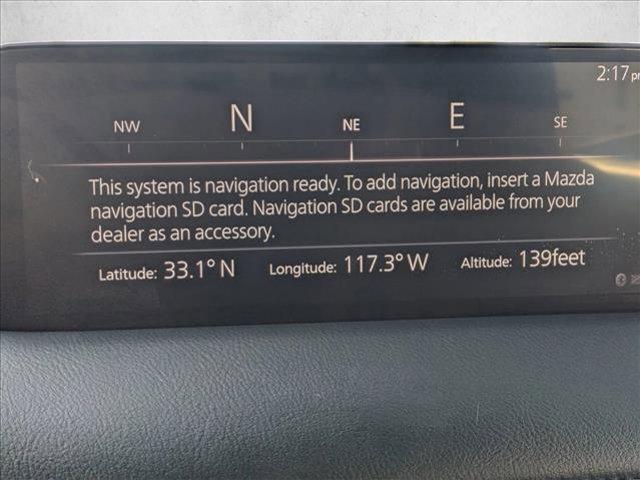 2:17 pm
NW N NE E SE
This system is navigation ready. To add navigation, insert a Mazda
navigation SD card. Navigation SD cards are available from your
dealer as an accessory.
Latitude: 33.1° N Longitude: 117.3° W Altitude: 139feet